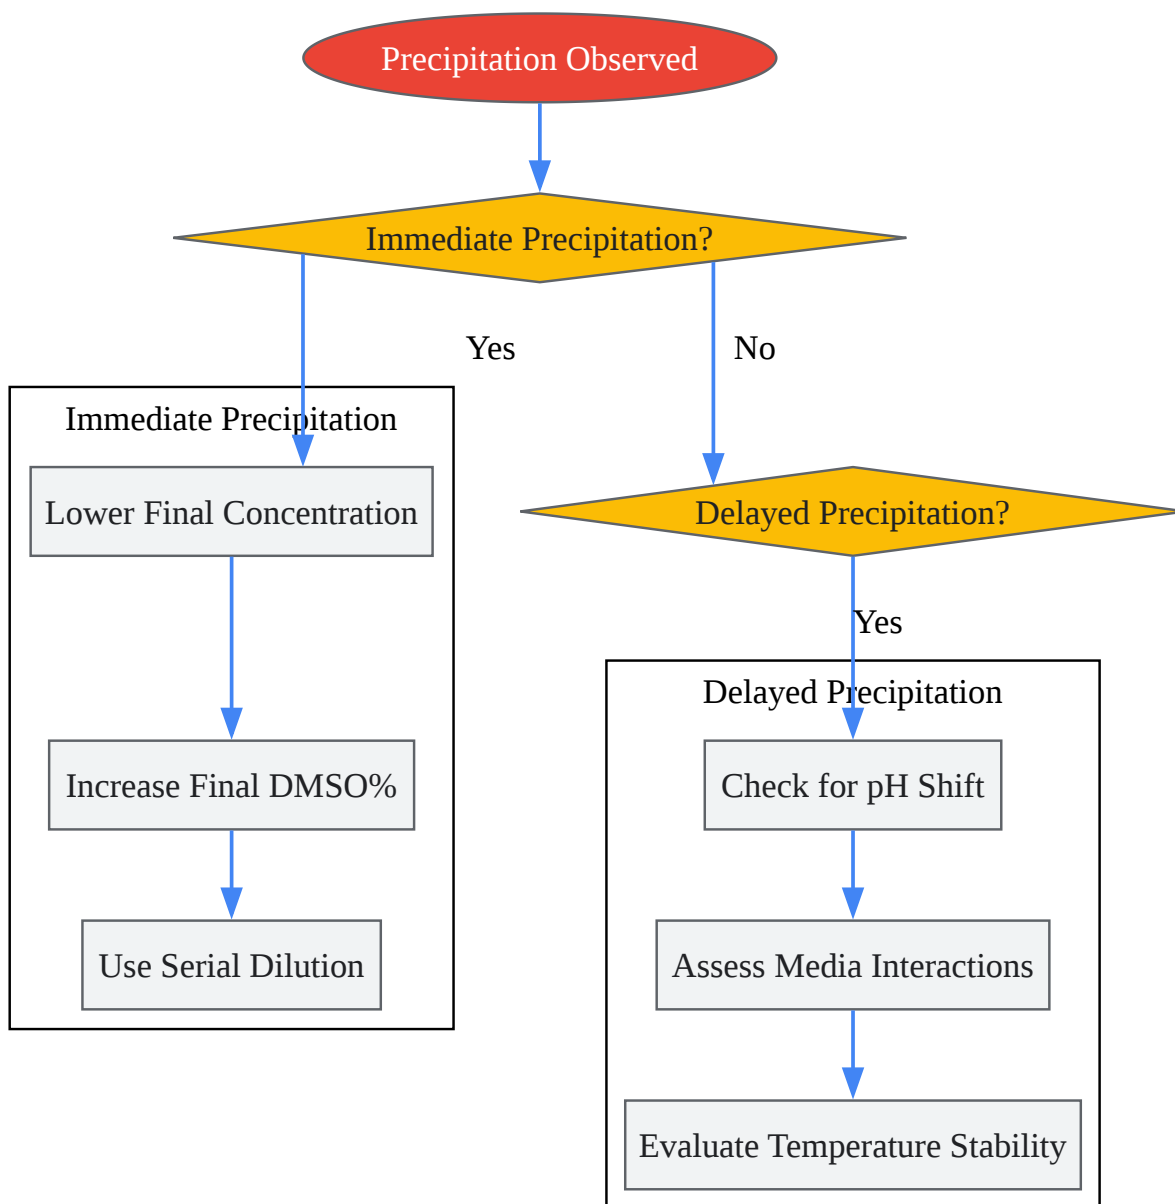 Precipitation Observed
Immediate Precipitation?
Yes
No
Immediate Precipitation
Lower Final Concentration
Delayed Precipitation?
Yes
Delayed Precipitation
Increase Final DMSO%
Check for pH Shift
Use Serial Dilution
Assess Media Interactions
Evaluate Temperature Stability